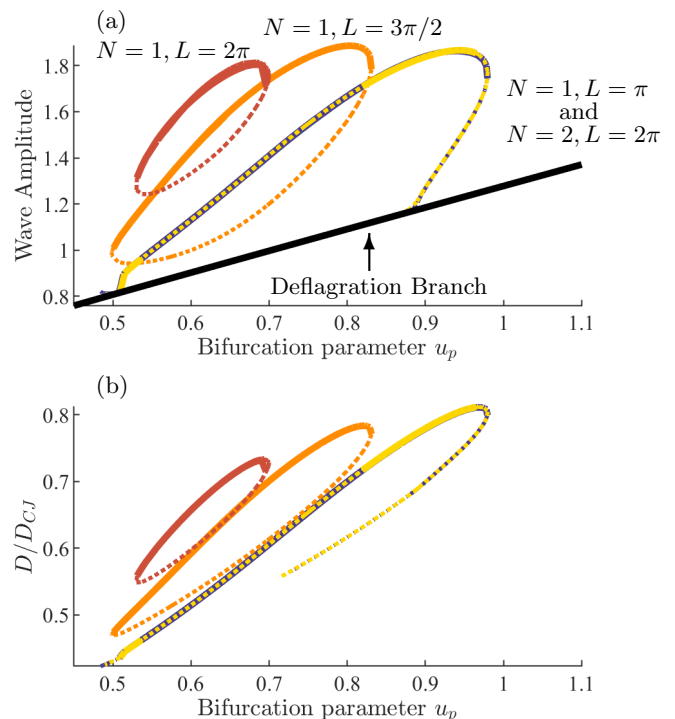 (a)
N = 1, L = 3π/2
N = 1, L = 2π
1.8
1.6
1.4
1.2
1
0.8
Wave Amplitude
N = 1, L = π
and
N = 2, L = 2π
Deflagration Branch
0.5 0.6 0.7 0.8 0.9 1 1.1
Bifurcation parameter u_p
(b)
0.8
0.7
0.6
0.5
D/D_{CJ}
0.5 0.6 0.7 0.8 0.9 1 1.1
Bifurcation parameter u_p